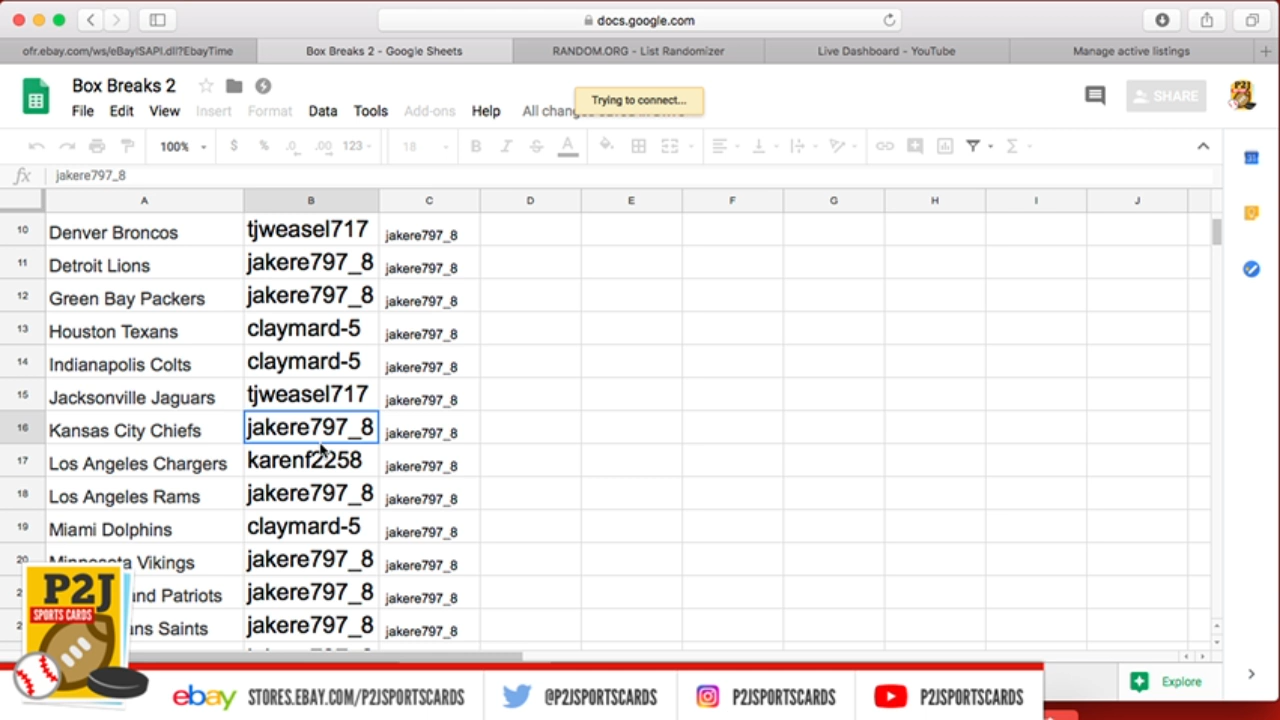 docs.google.com
ofr.ebay.com/ws/eBayISAPI.dll?EbayTime
Box Breaks 2 - Google Sheets
RANDOM.ORG - List Randomizer
Live Dashboard - YouTube
Manage active listings
Box Breaks 2
Trying to connect...
SHARE
File Edit View Insert Format Data Tools Add-ons Help
100% $ % .0 .00 123 18 B I S A
fx jakere797_8
A B C D E F G H I J
10 Denver Broncos tjweasel717 jakere797_8
11 Detroit Lions jakere797_8 jakere797_8
12 Green Bay Packers jakere797_8 jakere797_8
13 Houston Texans claymard-5 jakere797_8
14 Indianapolis Colts claymard-5 jakere797_8
15 Jacksonville Jaguars tjweasel717 jakere797_8
16 Kansas City Chiefs jakere797_8 jakere797_8
17 Los Angeles Chargers karenf2258 jakere797_8
18 Los Angeles Rams jakere797_8 jakere797_8
19 Miami Dolphins claymard-5 jakere797_8
20 Minnesota Vikings jakere797_8 jakere797_8
Patriots jakere797_8 jakere797_8
Saints jakere797_8 jakere797_8
P2J
SPORTS CARDS
Explore
ebay STORES.EBAY.COM/P2JSPORTSCARDS
@P2JSPORTSCARDS
P2JSPORTSCARDS
P2JSPORTSCARDS